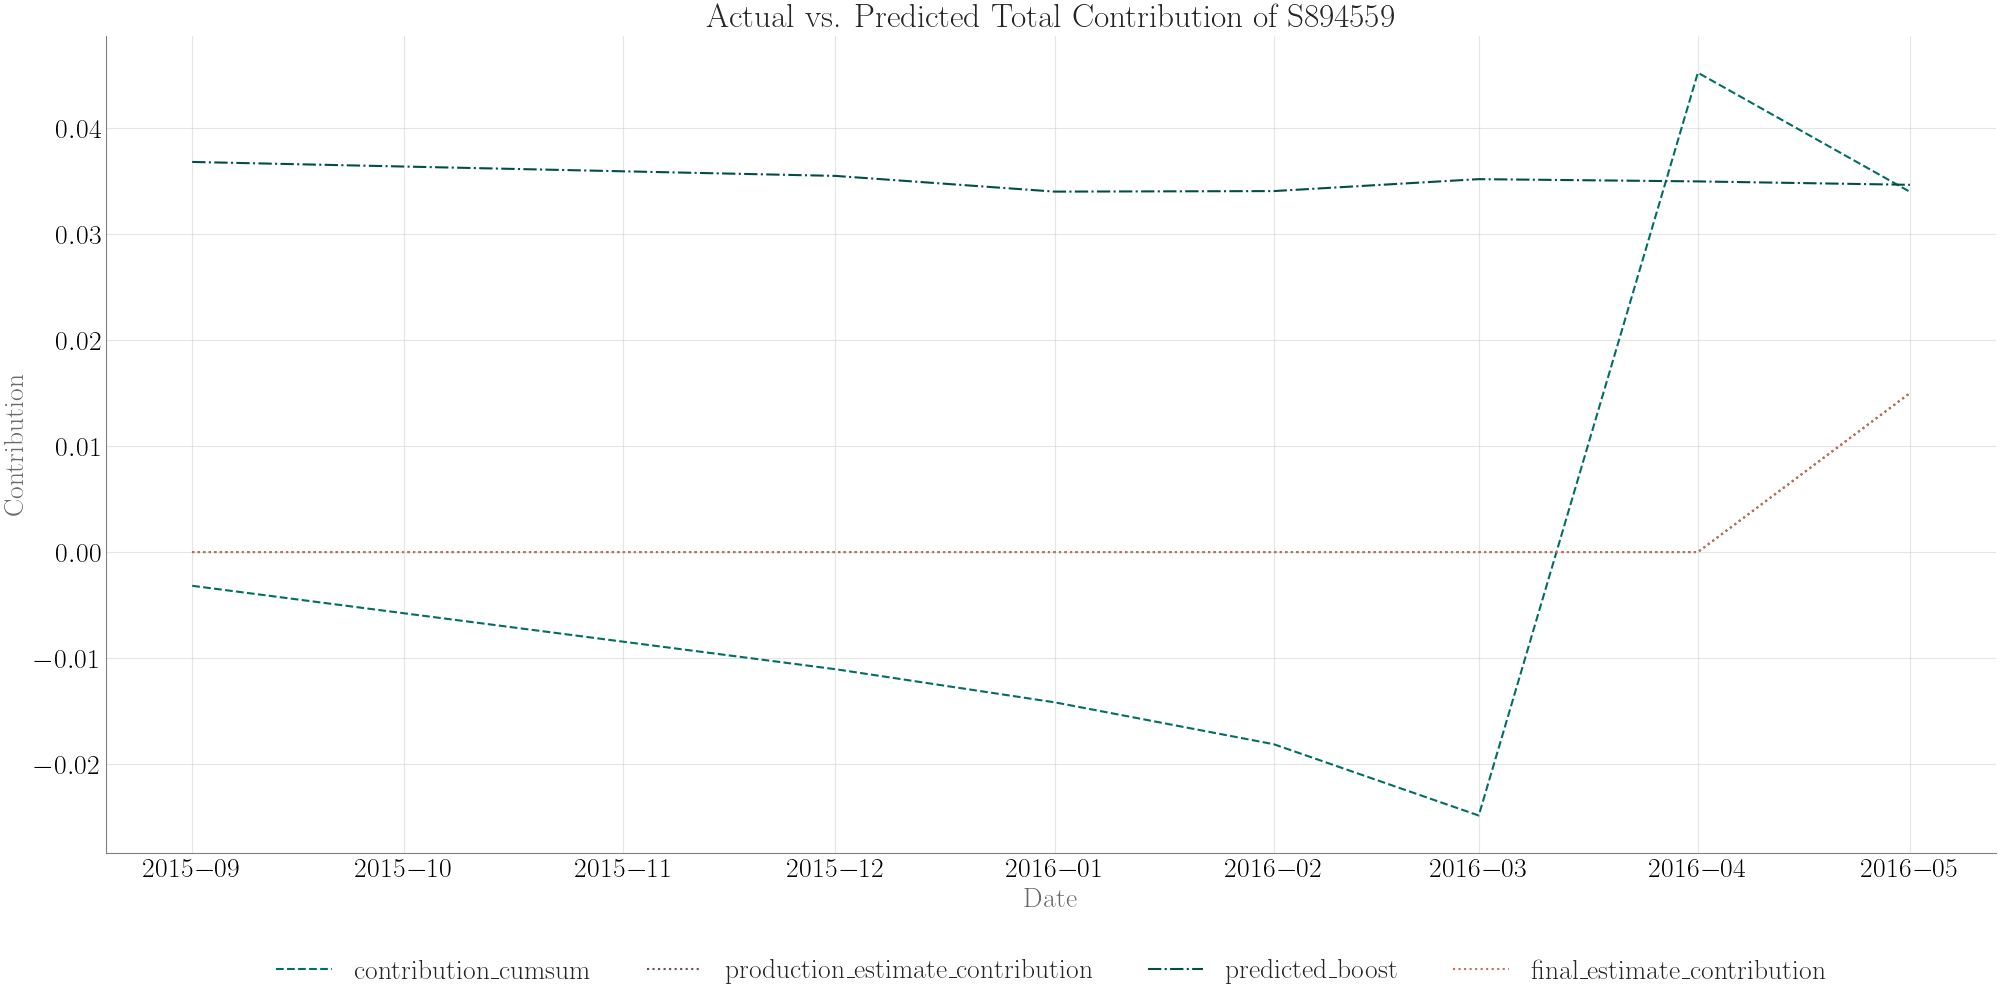 Actual vs. Predicted Total Contribution of S894559
Contribution
0.04
0.03
0.02
0.01
0.00
−0.01
−0.02
2015−09 2015−10 2015−11 2015−12 2016−01 2016−02 2016−03 2016−04 2016−05
Date
contribution_cumsum production_estimate_contribution predicted_boost final_estimate_contribution